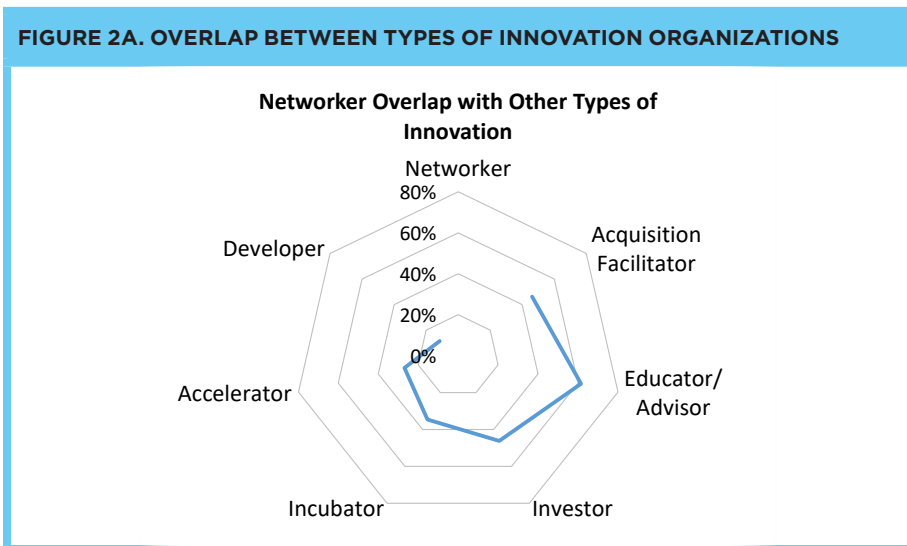 FIGURE 2A. OVERLAP BETWEEN TYPES OF INNOVATION ORGANIZATIONS
Networker Overlap with Other Types of
Innovation
Networker
80%
60%
40%
20%
0%
Acquisition
Facilitator
Educator/
Advisor
Investor
Incubator
Accelerator
Developer